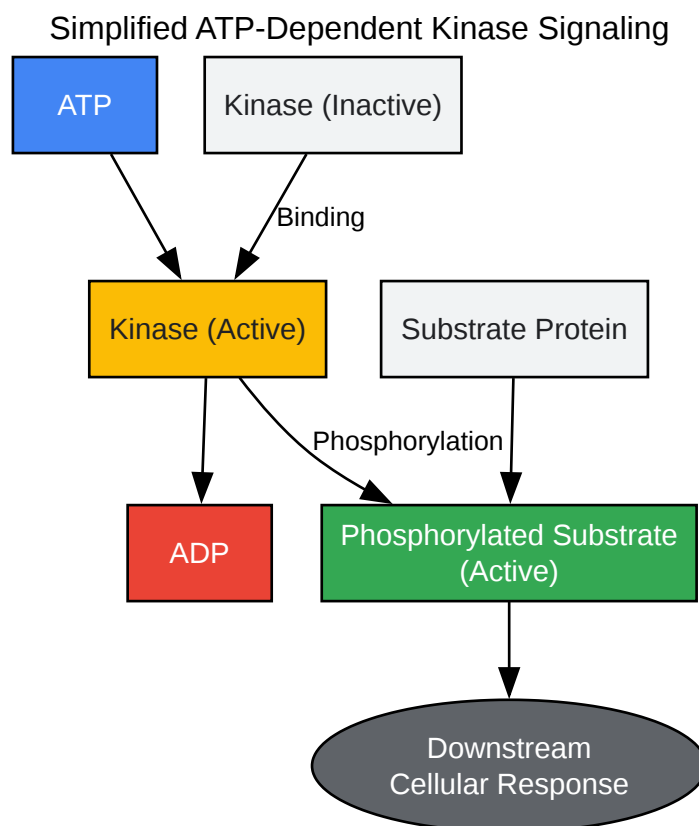 Simplified ATP-Dependent Kinase Signaling
ATP
Kinase (Inactive)
Binding
Kinase (Active)
Substrate Protein
Phosphorylation
ADP
Phosphorylated Substrate
(Active)
Downstream
Cellular Response